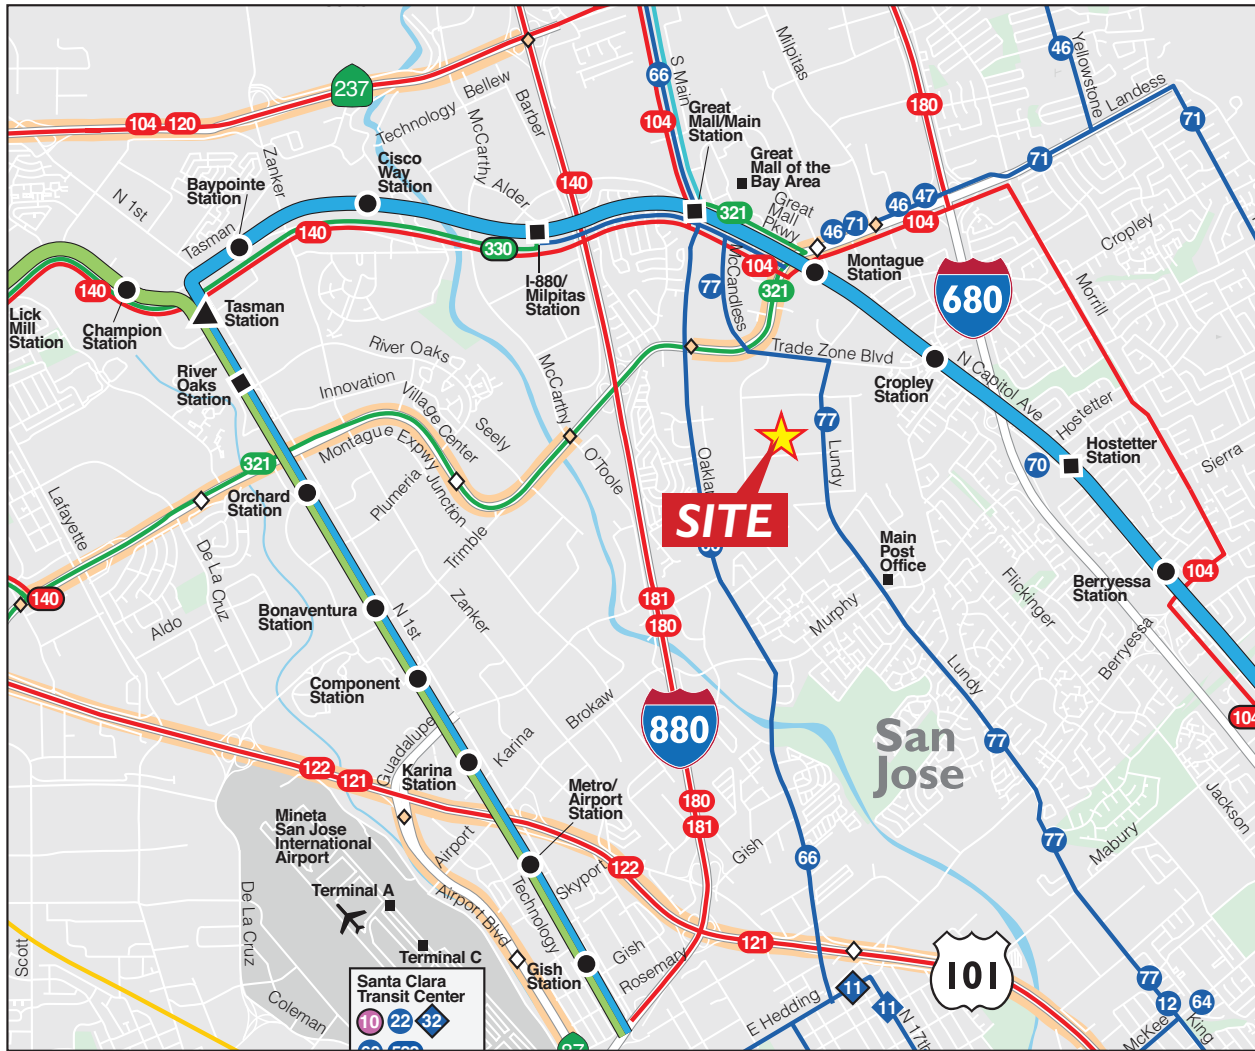 237
104
120
N 1st
Zanker
Technology
Bellew
McCarthy
Barber
Alder
140
66
S Main
104
Great
Mall/Main
Station
Great
Mall of the
Bay Area
Milpitas
180
46
Yellowstone
Landess
71
71
Baypointe
Station
Cisco
Way
Station
Tasman
140
330
I-880/
Milpitas
Station
321
Great
Mall
Pkwy
46
71
46
47
104
Cropley
Montague
Station
680
Morrill
104
321
77
McCandless
Lick
Mill
Station
140
Champion
Station
Tasman
Station
River
Oaks
Station
River Oaks
Innovation
Village Center
Seely
McCarthy
O'Toole
Trade Zone Blvd
Cropley
Station
N Capitol Ave
Hostetter
Hostetter
Station
70
Sierra
Montague
Expwy
Junction
Plumeria
Trimble
321
Orchard
Station
Lafayette
De La Cruz
Aldo
140
77
Lundy
SITE
Main
Post
Office
Flickinger
Murphy
Berryessa
Station
104
Berryessa
104
181
180
Bonaventura
Station
N 1st
Zanker
Component
Station
Brokaw
880
San
Jose
Lundy
77
Jackson
122
121
Guadalupe
Karina
Station
Karina
Metro/
Airport
Station
180
181
Gish
66
77
Mabury
Mineta
San Jose
International
Airport
Airport
Technology
Skyport
122
Terminal A
De La Cruz
Airport Blvd
Terminal C
Gish
Station
Gish
Rosemary
121
101
Scott
Coleman
Santa Clara
Transit Center
10
22
32
87
E Hedding
11
11
N 17th
77
12
64
McKee
King